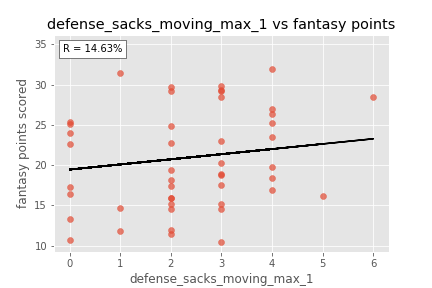 defense_sacks_moving_max_1 vs fantasy points
R = 14.63%
fantasy points scored
35
30
25
20
15
10
0 1 2 3 4 5 6
defense_sacks_moving_max_1